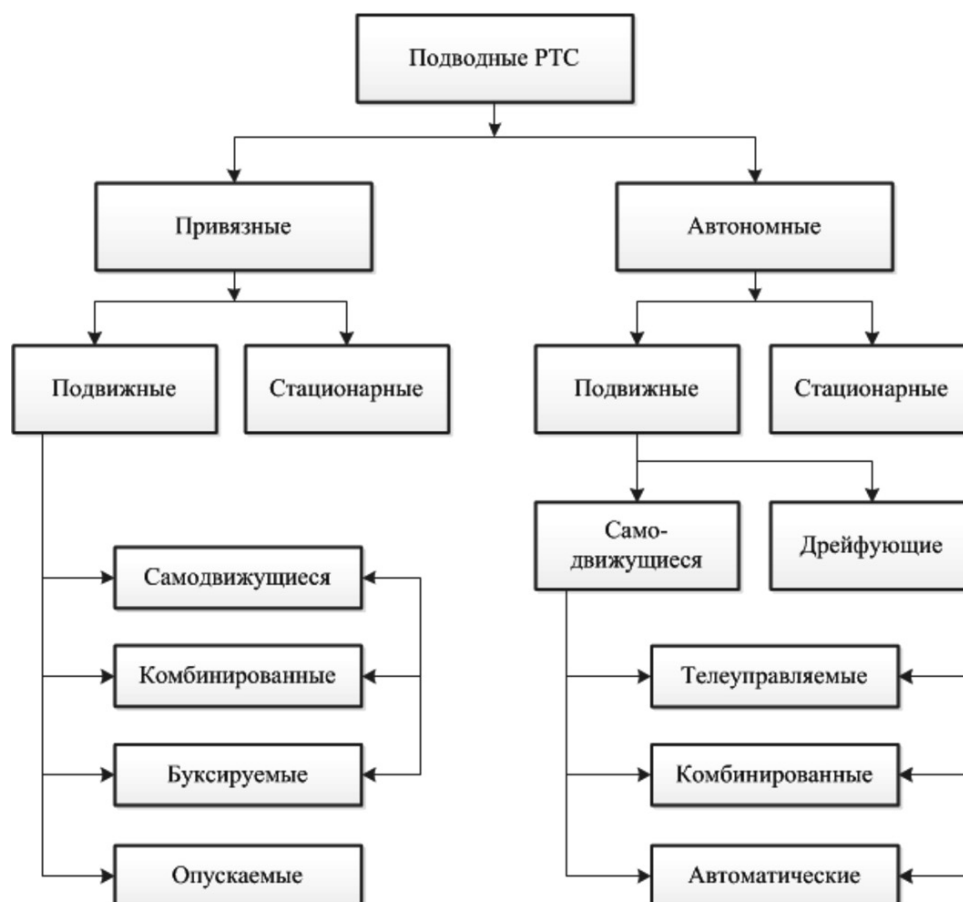 Подводные РТС
Привязные
Автономные
Подвижные
Стационарные
Подвижные
Стационарные
Само-
движущиеся
Дрейфующие
Самодвижущиеся
Комбинированные
Буксируемые
Опускаемые
Телеуправляемые
Комбинированные
Автоматические